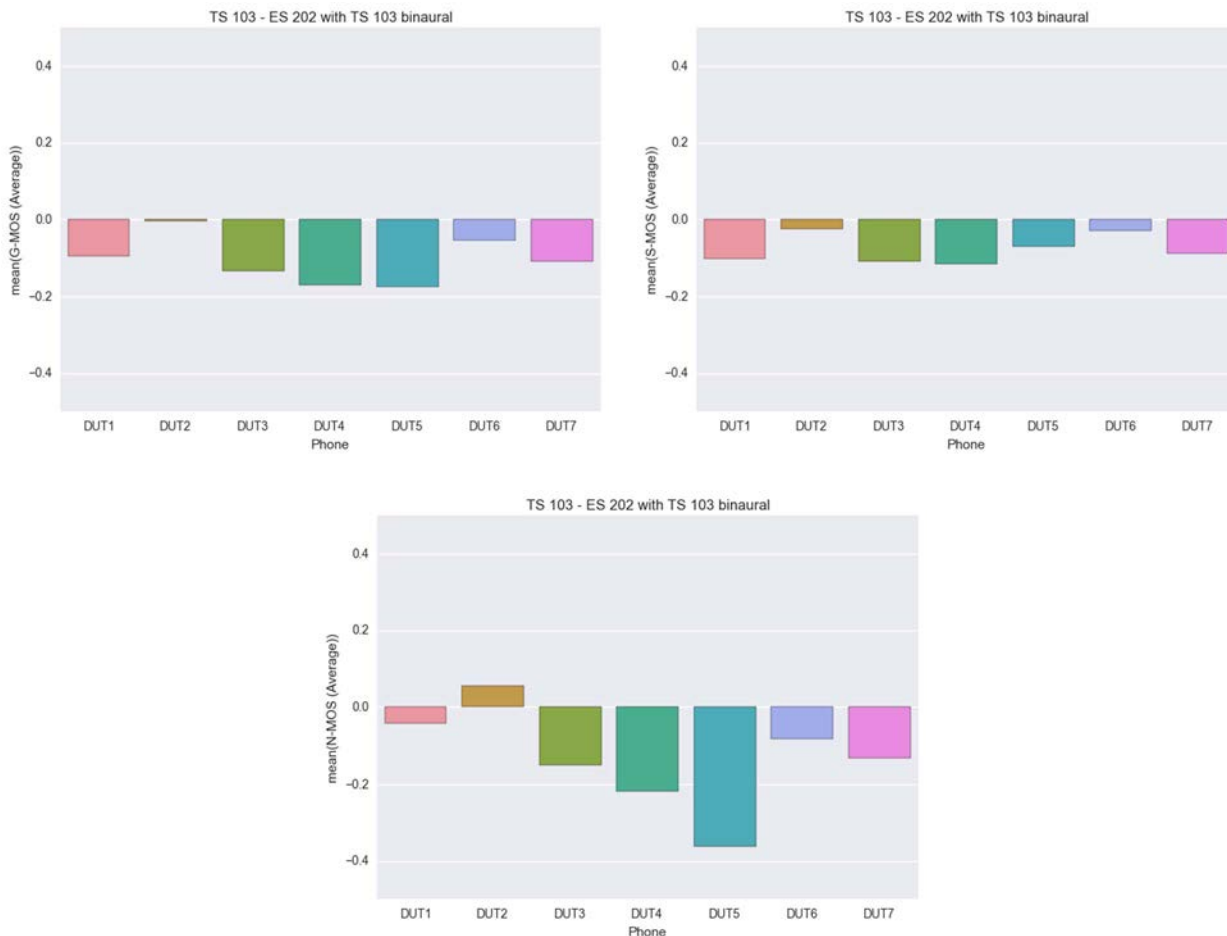 TS 103 - ES 202 with TS 103 binaural
mean(G-MOS (Average))
0.4
0.2
0.0
−0.2
−0.4
DUT1 DUT2 DUT3 DUT4 DUT5 DUT6 DUT7
Phone
TS 103 - ES 202 with TS 103 binaural
mean(S-MOS (Average))
0.4
0.2
0.0
−0.2
−0.4
DUT1 DUT2 DUT3 DUT4 DUT5 DUT6 DUT7
Phone
TS 103 - ES 202 with TS 103 binaural
mean(N-MOS (Average))
0.4
0.2
0.0
−0.2
−0.4
DUT1 DUT2 DUT3 DUT4 DUT5 DUT6 DUT7
Phone